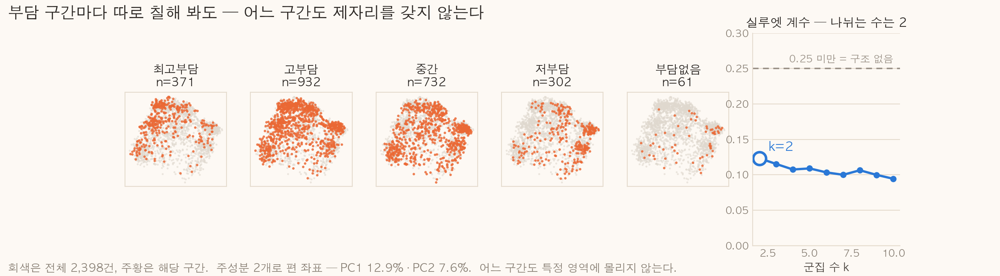 부담 구간마다 따로 칠해 봐도 — 어느 구간도 제자리를 갖지 않는다
최고부담
n=371
고부담
n=932
중간
n=732
저부담
n=302
부담없음
n=61
실루엣 계수 — 나뉘는 수는 2
0.30
0.25 미만 = 구조 없음
0.25
0.20
0.15
k=2
0.10
0.05
0.00
2.5 5.0 7.5 10.0
군집 수 k
회색은 전체 2,398건, 주황은 해당 구간. 주성분 2개로 편 좌표 — PC1 12.9% · PC2 7.6%. 어느 구간도 특정 영역에 몰리지 않는다.